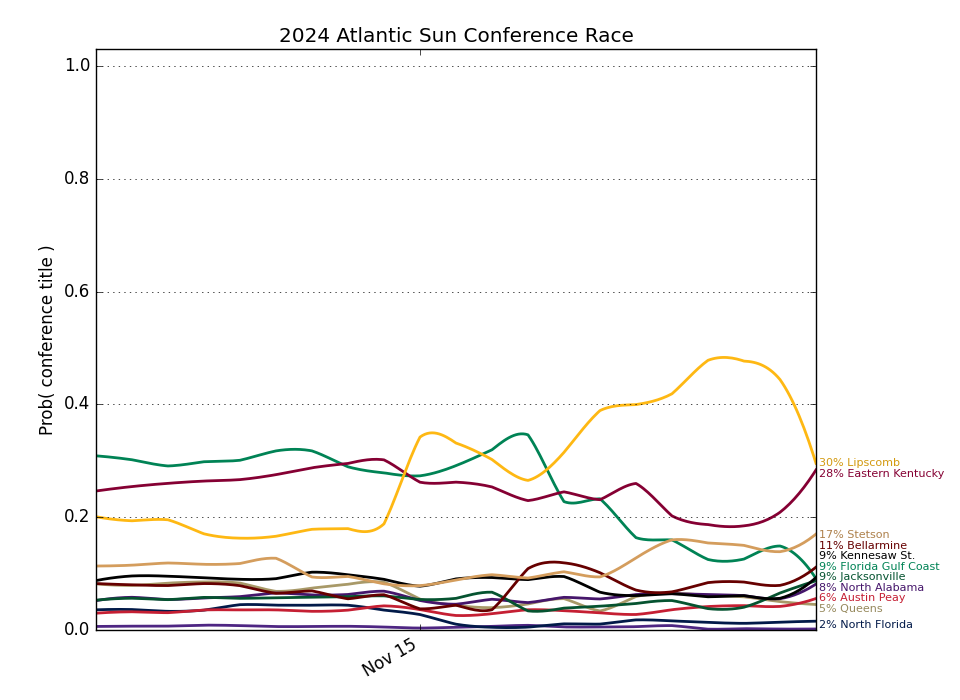 2024 Atlantic Sun Conference Race
Prob( conference title )
1.0
0.8
0.6
0.4
0.2
0.0
Nov 15
30% Lipscomb
28% Eastern Kentucky
17% Stetson
11% Bellarmine
9% Kennesaw St.
9% Florida Gulf Coast
9% Jacksonville
8% North Alabama
6% Austin Peay
5% Queens
2% North Florida